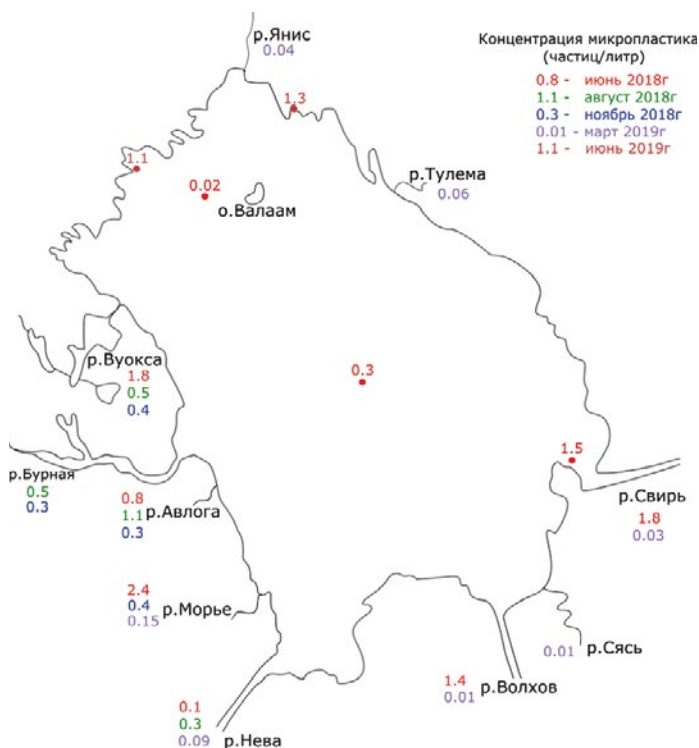 р.Янис
0.04
Концентрация микропластика
(частиц/литр)
0.8 - июнь 2018г
1.1 - август 2018г
0.3 - ноябрь 2018г
0.01 - март 2019г
1.1 - июнь 2019г
1.3
1.1
р.Тулема
0.06
0.02
о.Валаам
р.Вуокса
1.8
0.5
0.4
0.3
1.5
р.Бурная
0.5
0.3
0.8
1.1
0.3
р.Авлога
р.Свирь
1.8
0.03
2.4
0.4
0.15
р.Морье
0.01
р.Сясь
1.4
0.01
р.Волхов
0.1
0.3
0.09
р.Нева